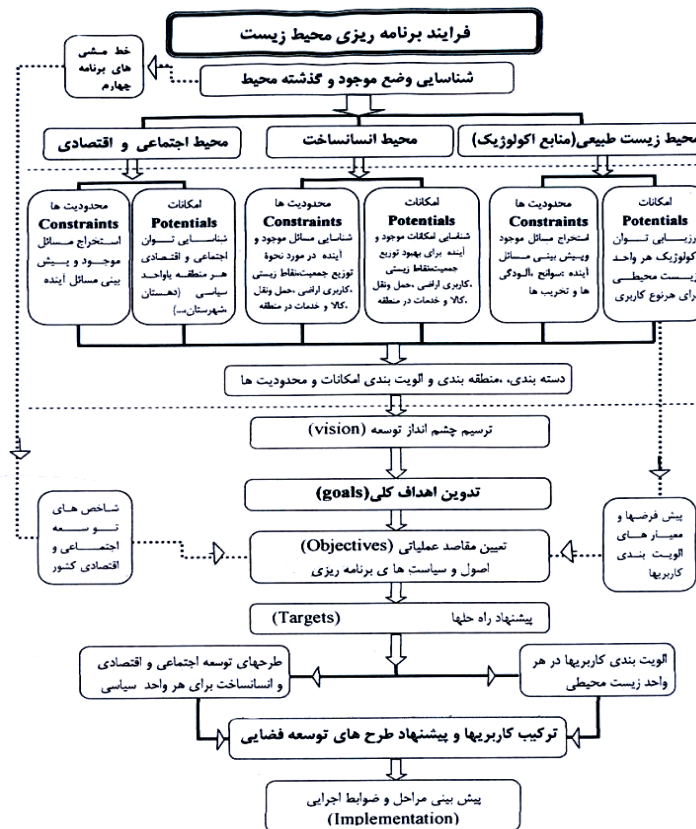 فرایند برنامه ریزی محیط زیست
خط مشی
های برنامه
چهارم
شناسایی وضع موجود و گذشته محیط
محیط زیست طبیعی(منابع اکولوژیک)
محیط انسانساخت
محیط اجتماعی و اقتصادی
امکانات
Potentials
رزیابی توان
کولوژیک هر واحد
زیست محیطی
برای هرنوع کاربری
محدودیت ها
Constraints
استخراج مسائل موجود
وپیش بینی مسائل
آینده ،سوانح ،آلودگی
ها و تخریب ها
امکانات
Potentials
شناسایی امکانات موجود و
آینده برای بهبود توزیع
جمعیت،نقاط زیستی
،کاربری اراضی ،حمل ونقل
،کالا و خدمات در منطقه
محدودیت ها
Constraints
شناسایی مسائل موجود و
آینده در مورد نحوة
توزیع جمعیت،نقاط زیستی
،کاربری اراضی ،حمل ونقل
،کالا و خدمات در منطقه
امکانات
Potentials
شناسایی توان
اجتماعی و اقتصادی
هر منطقه یاواحد
سیاسی (دهستان
،شهرستان،...)
محدودیت ها
Constraints
استخراج مسائل
موجود و پیش
بینی مسائل آینده
دسته بندی، ،منطقه بندی و الویت بندی امکانات و محدودیت ها
ترسیم چشم انداز توسعه (vision)
تدوین اهداف کلی(goals)
پیش فرضها و
معیار های
الویت بندی
کاربریها
تعیین مقاصد عملیاتی (Objectives)
اصول و سیاست ها ی برنامه ریزی
شاخص های
تو سعه
اجتماعی و
اقتصادی کشور
پیشنهاد راه حلها (Targets)
الویت بندی کاربریها در هر
واحد زیست محیطی
طرحهای توسعه اجتماعی و اقتصادی
و انسانساخت برای هر واحد سیاسی
ترکیب کاربریها و پیشنهاد طرح های توسعه فضایی
پیش بینی مراحل و ضوابط اجرایی
(Implementation)